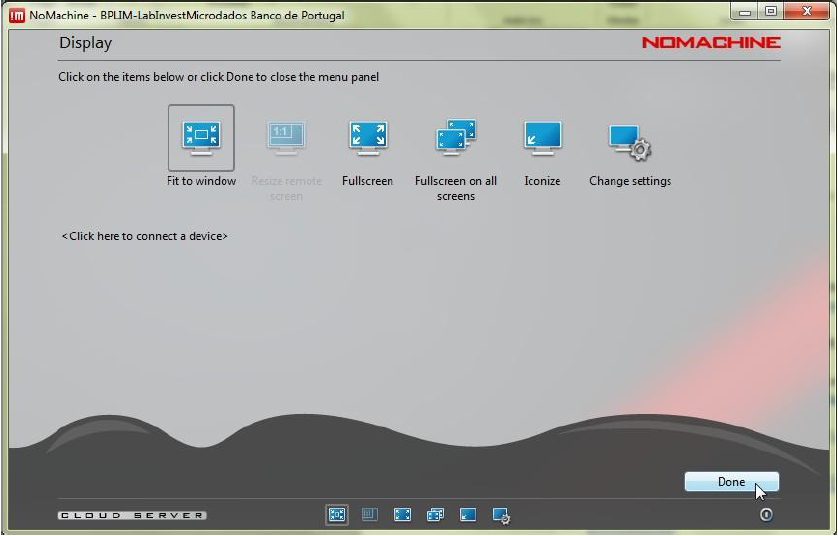 NoMachine - BPLIM-LabInvestMicrodados Banco de Portugal
Display
NOMACHINE
Click on the items below or click Done to close the menu panel
1:1
Fit to window
Resize remote
screen
Fullscreen
Fullscreen on all
screens
Iconize
Change settings
<Click here to connect a device>
Done
CLOUD SERVER